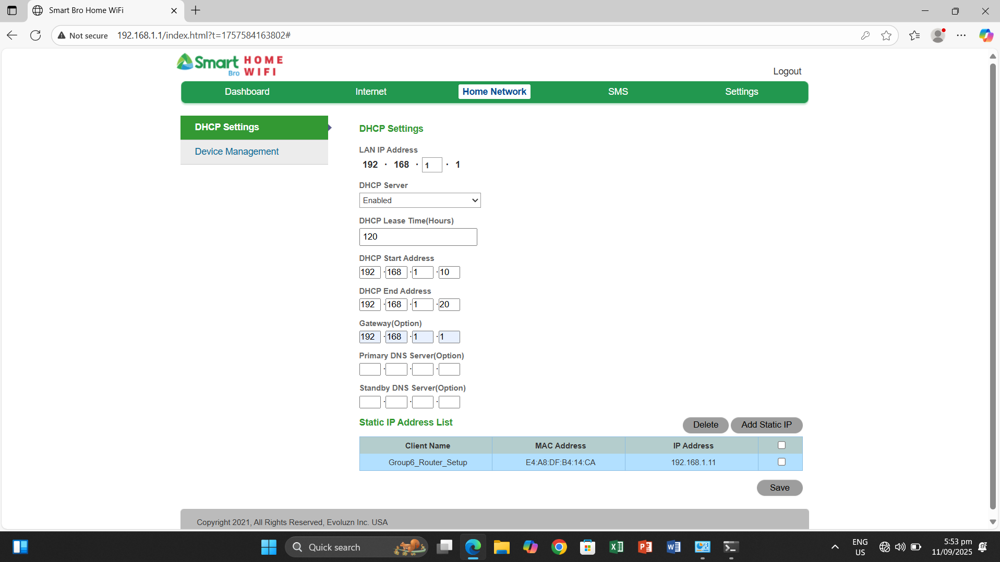 Smart Bro Home WiFi
Not secure 192.168.1.1/index.html?t=1757584163802#
Smart Bro HOME WIFI
Logout
Dashboard Internet Home Network SMS Settings
DHCP Settings
Device Management
DHCP Settings
LAN IP Address
192 · 168 · 1 · 1
DHCP Server
Enabled
DHCP Lease Time(Hours)
120
DHCP Start Address
192 · 168 · 1 · 10
DHCP End Address
192 · 168 · 1 · 20
Gateway(Option)
192 · 168 · 1 · 1
Primary DNS Server(Option)
· · ·
Standby DNS Server(Option)
· · ·
Static IP Address List Delete Add Static IP
Client Name MAC Address IP Address
Group6_Router_Setup E4:A8:DF:B4:14:CA 192.168.1.11
Save
Copyright 2021, All Rights Reserved, Evoluzn Inc. USA
Quick search
ENG
US
5:53 pm
11/09/2025